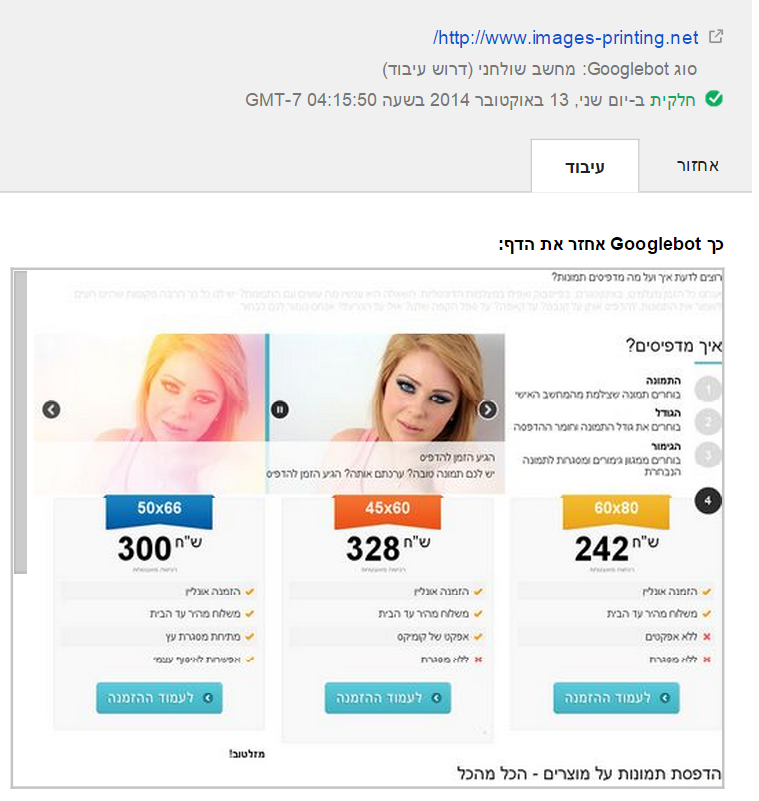 http://www.images-printing.net/
סוג Googlebot: מחשב שולחני (דרוש עיבוד)
חלקית ב-יום שני, 13 באוקטובר 2014 בשעה 04:15:50 GMT-7
אחזור
עיבוד
כך Googlebot אחזר את הדף:
רוצים לדעת איך ועל מה מדפיסים תמונות?
איך מדפיסים?
1
התמונה
בוחרים תמונה שצילמת מהמחשב האישי
2
הגודל
בוחרים את גודל התמונה וחומר ההדפסה
3
הגימור
בוחרים ממגוון גימורים ומסגרות לתמונה
הנבחרת
4
הגיע הזמן להדפיס
יש לכם תמונה טובה? ערכתם אותה? הגיע הזמן להדפיס
60x80
242 ש"ח
הזמנה אונליין
משלוח מהיר עד הבית
ללא אפקטים
ללא מסגרת
לעמוד ההזמנה
45x60
328 ש"ח
הזמנה אונליין
משלוח מהיר עד הבית
אפקט של קומיקס
ללא מסגרת
לעמוד ההזמנה
50x66
300 ש"ח
הזמנה אונליין
משלוח מהיר עד הבית
מתיחת מסגרת עץ
אפשרות לאיסוף עצמי
לעמוד ההזמנה
מזלטוב!
הדפסת תמונות על מוצרים - הכל מהכל